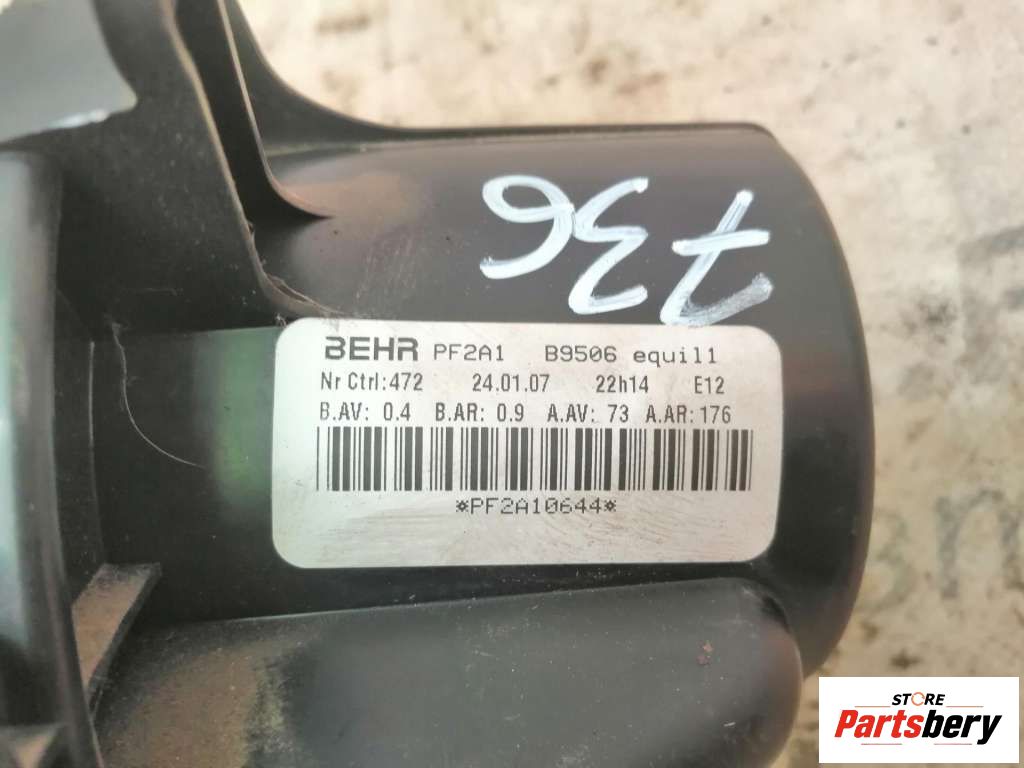 736
BEHR PF2A1 B9506 equil1
Nr Ctrl:472 24.01.07 22h14 E12
B.AV: 0.4 B.AR: 0.9 A.AV: 73 A.AR: 176
*PF2A10644*
STORE
Partsbery